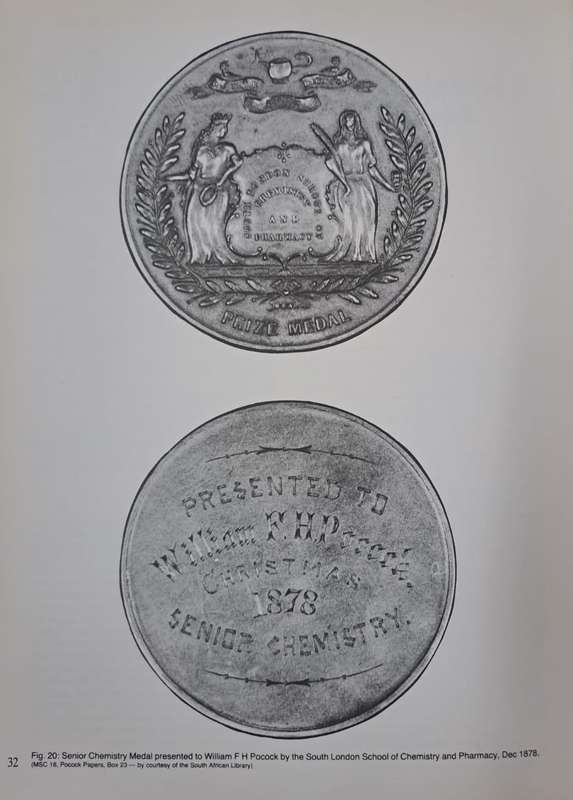 SOUTH LONDON SCHOOL OF
CHEMISTRY
AND
PHARMACY
PRIZE MEDAL
PRESENTED TO
William F. H. Pocock.
CHRISTMAS
1878
SENIOR CHEMISTRY.
32
Fig. 20: Senior Chemistry Medal presented to William F H Pocock by the South London School of Chemistry and Pharmacy, Dec 1878.
(MSC 18, Pocock Papers, Box 23 — by courtesy of the South African Library)